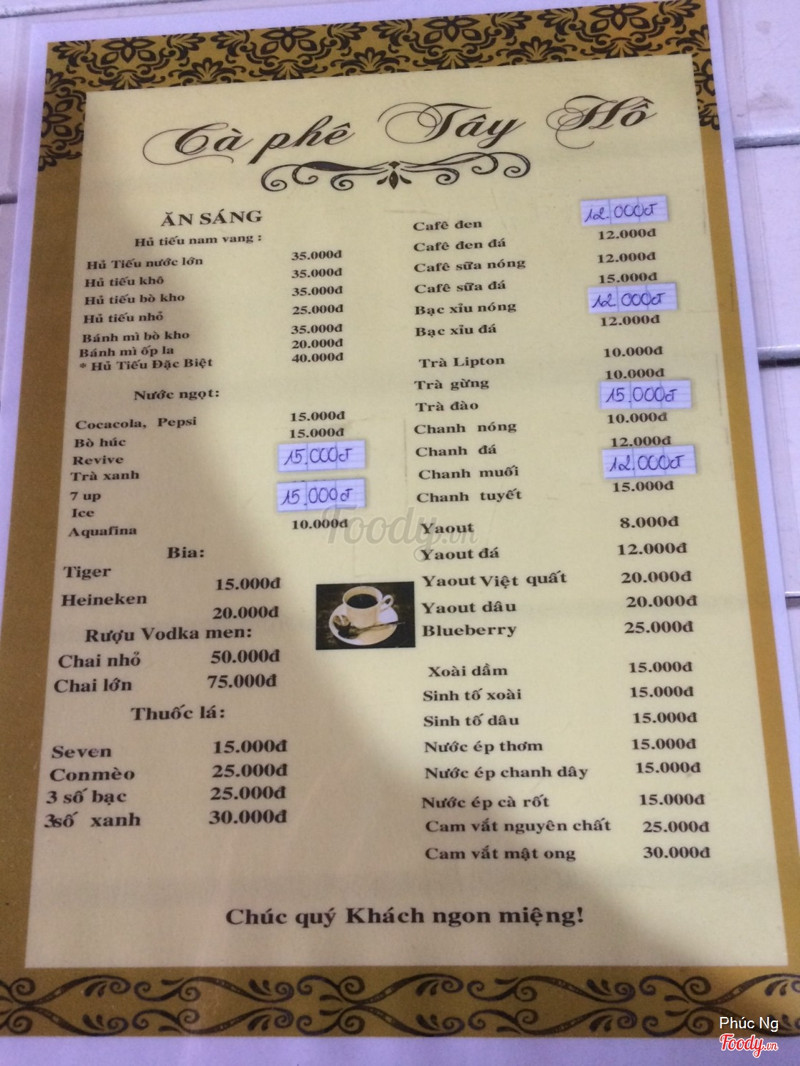 Cà phê Tây Hồ
ĂN SÁNG
Hủ tiếu nam vang :
Hủ Tiếu nước lớn 35.000đ
Hủ tiếu khô 35.000đ
Hủ tiếu bò kho 35.000đ
Hủ tiếu nhỏ 25.000đ
Bánh mì bò kho 35.000đ
Bánh mì ốp la 20.000đ
* Hủ Tiếu Đặc Biệt 40.000đ
Nước ngọt:
Cocacola, Pepsi 15.000đ
Bò húc 15.000đ
Revive 15.000đ
Trà xanh
7 up 15.000đ
Ice
Aquafina 10.000đ
Bia:
Tiger 15.000đ
Heineken 20.000đ
Rượu Vodka men:
Chai nhỏ 50.000đ
Chai lớn 75.000đ
Thuốc lá:
Seven 15.000đ
Conmèo 25.000đ
3 số bạc 25.000đ
3số xanh 30.000đ
Café đen 12.000đ
Café đen đá 12.000đ
Café sữa nóng 12.000đ
Café sữa đá 15.000đ
Bạc xỉu nóng 12.000đ
Bạc xỉu đá 12.000đ
Trà Lipton 10.000đ
Trà gừng 10.000đ
Trà đào 15.000đ
Chanh nóng 10.000đ
Chanh đá 12.000đ
Chanh muối 12.000đ
Chanh tuyết 15.000đ
Yaout 8.000đ
Yaout đá 12.000đ
Yaout Việt quất 20.000đ
Yaout dâu 20.000đ
Blueberry 25.000đ
Xoài dầm 15.000đ
Sinh tố xoài 15.000đ
Sinh tố dâu 15.000đ
Nước ép thơm 15.000đ
Nước ép chanh dây 15.000đ
Nước ép cà rốt 15.000đ
Cam vắt nguyên chất 25.000đ
Cam vắt mật ong 30.000đ
Chúc quý Khách ngon miệng!
Foody.vn
Phúc Ng
Foody.vn